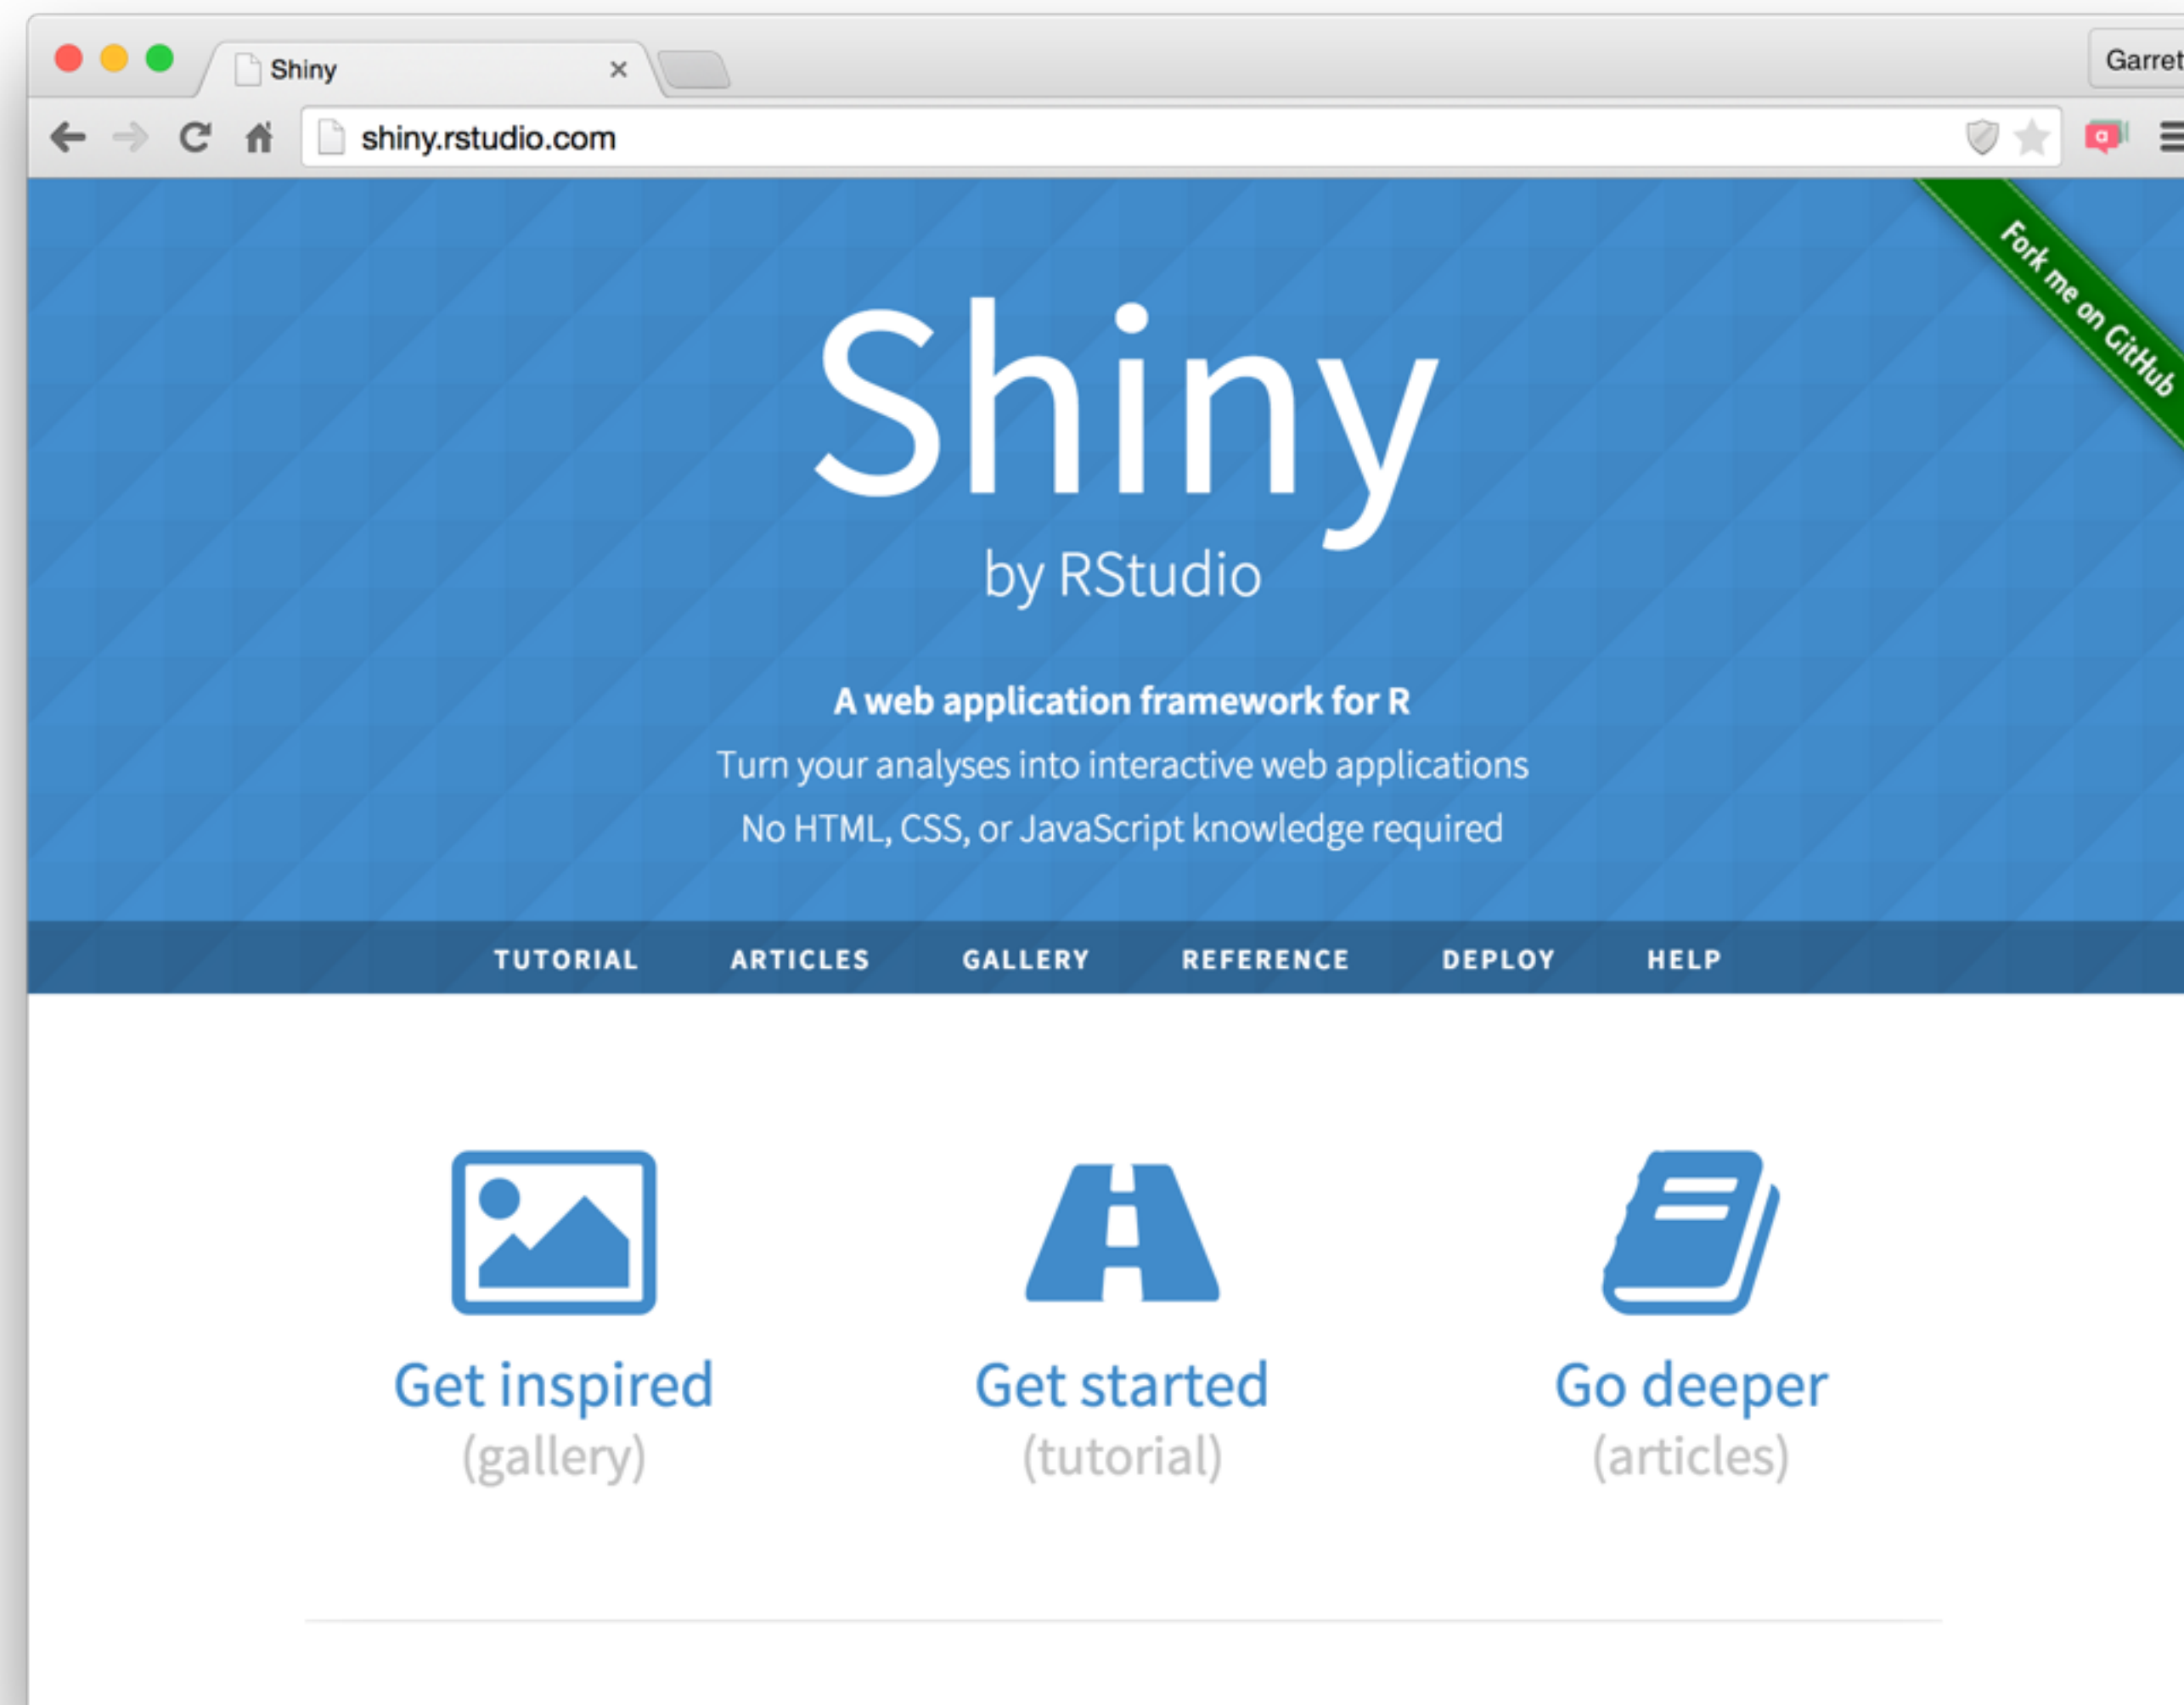 Shiny
Garret
shiny.rstudio.com
Fork me on GitHub
Shiny
by RStudio
A web application framework for R
Turn your analyses into interactive web applications
No HTML, CSS, or JavaScript knowledge required
TUTORIAL ARTICLES GALLERY REFERENCE DEPLOY HELP
Get inspired Get started Go deeper
(gallery) (tutorial) (articles)